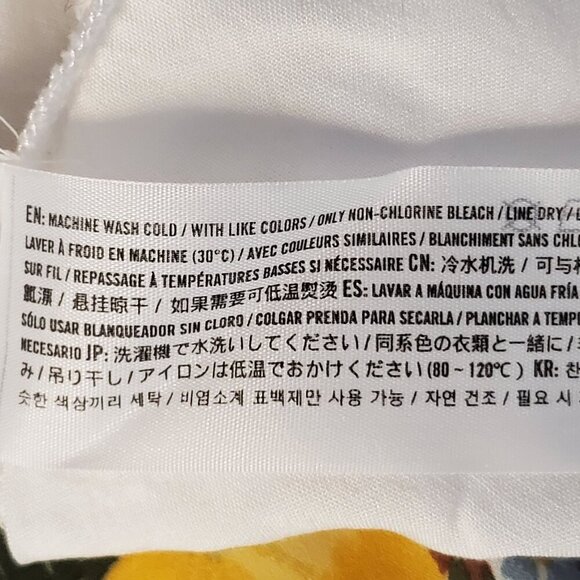 EN: MACHINE WASH COLD / WITH LIKE COLORS / ONLY NON-CHLORINE BLEACH / LINE DRY /
LAVER À FROID EN MACHINE (30°C) / AVEC COULEURS SIMILAIRES / BLANCHIMENT SANS CHLO
SUR FIL / REPASSAGE À TEMPÉRATURES BASSES SI NÉCESSAIRE CN: 冷水机洗 / 可与
氯漂 / 悬挂晾干 / 如果需要可低温熨烫 ES: LAVAR A MÁQUINA CON AGUA FRÍA
SÓLO USAR BLANQUEADOR SIN CLORO / COLGAR PRENDA PARA SECARLA / PLANCHAR A TEMP
NECESARIO JP: 洗濯機で水洗いしてください / 同系色の衣類と一緒に /
み / 吊り干し / アイロンは低温でおかけください (80～120℃) KR: 찬
슷한 색상끼리 세탁 / 비염소계 표백제만 사용 가능 / 자연 건조 / 필요 시